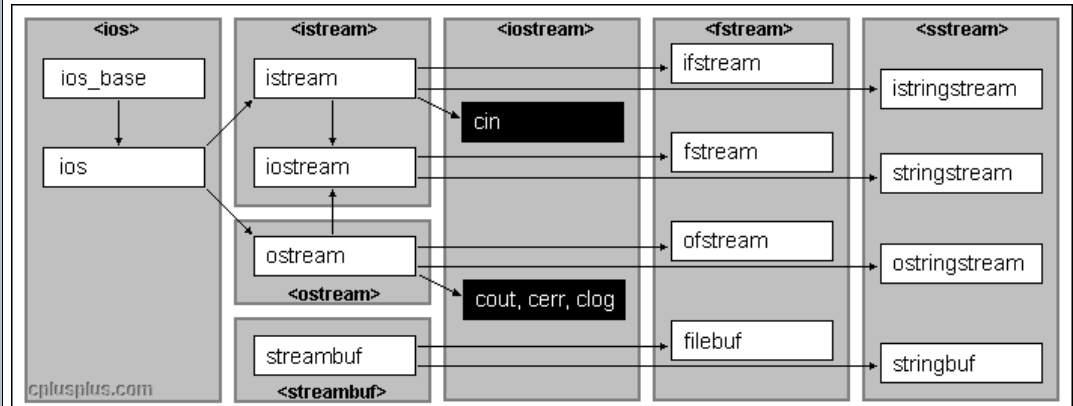 <ios>
ios_base
ios
cplusplus.com
<istream>
istream
iostream
ostream
<ostream>
streambuf
<streambuf>
<iostream>
cin
cout, cerr, clog
<fstream>
ifstream
fstream
ofstream
filebuf
<sstream>
istringstream
stringstream
ostringstream
stringbuf